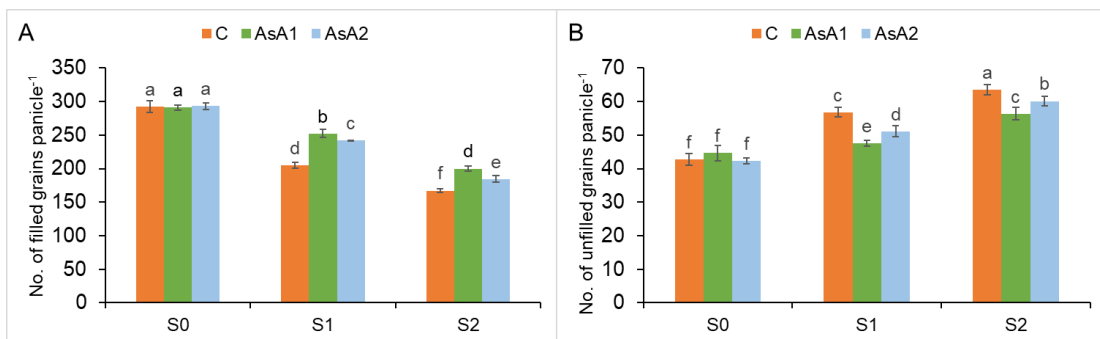 A
C AsA1 AsA2
No. of filled grains panicle⁻¹
350
300
250
200
150
100
50
0
a a a
d b c
f d e
S0 S1 S2
B
C AsA1 AsA2
No. of unfilled grains panicle⁻¹
70
60
50
40
30
20
10
0
f f f
c e d
a c b
S0 S1 S2